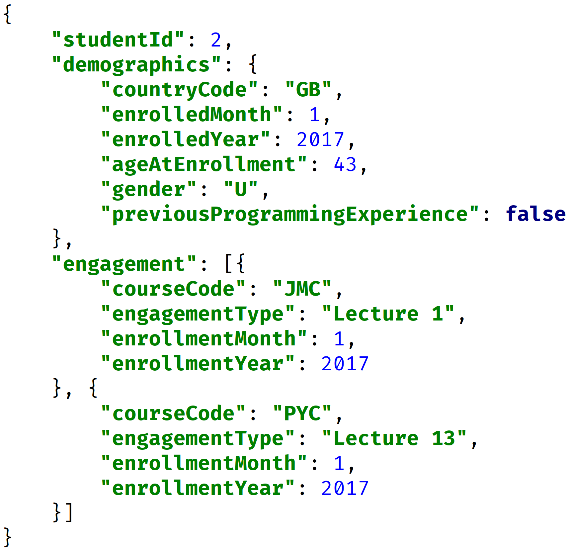 {
"studentId": 2,
"demographics": {
"countryCode": "GB",
"enrolledMonth": 1,
"enrolledYear": 2017,
"ageAtEnrollment": 43,
"gender": "U",
"previousProgrammingExperience": false
},
"engagement": [{
"courseCode": "JMC",
"engagementType": "Lecture 1",
"enrollmentMonth": 1,
"enrollmentYear": 2017
}, {
"courseCode": "PYC",
"engagementType": "Lecture 13",
"enrollmentMonth": 1,
"enrollmentYear": 2017
}]
}